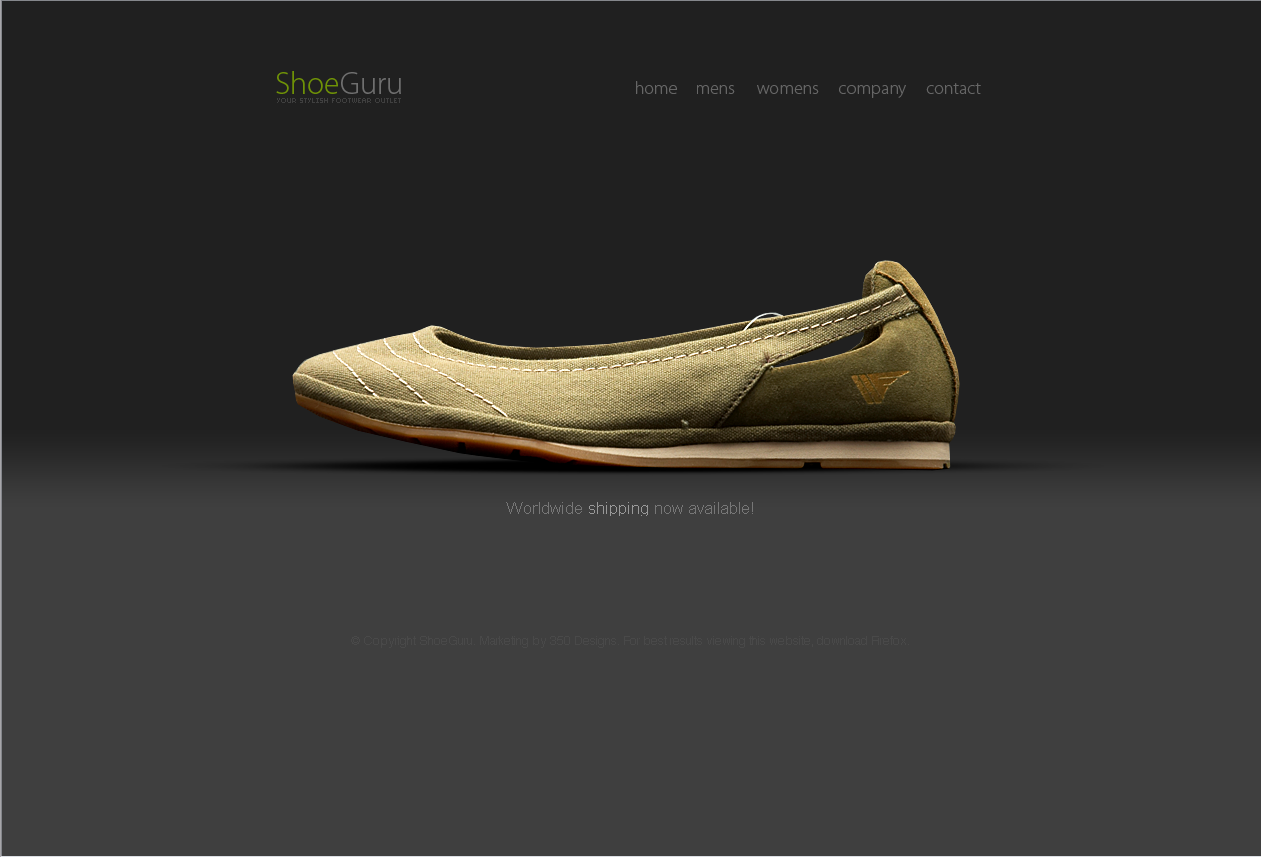 ShoeGuru
YOUR STYLISH FOOTWEAR OUTLET
home mens womens company contact
Worldwide shipping now available!
© Copyright ShoeGuru. Marketing by 360 Designs. For best results viewing this website, download Firefox.